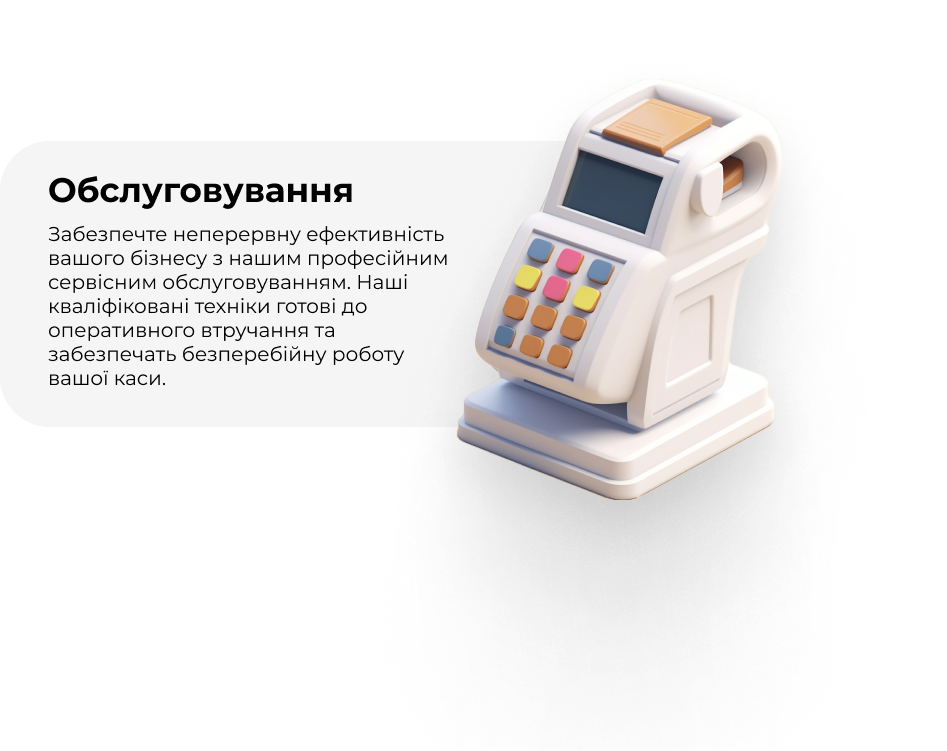 Обслуговування
Забезпечте неперервну ефективність
вашого бізнесу з нашим професійним
сервісним обслуговуванням. Наші
кваліфіковані техніки готові до
оперативного втручання та
забезпечать безперебійну роботу
вашої каси.